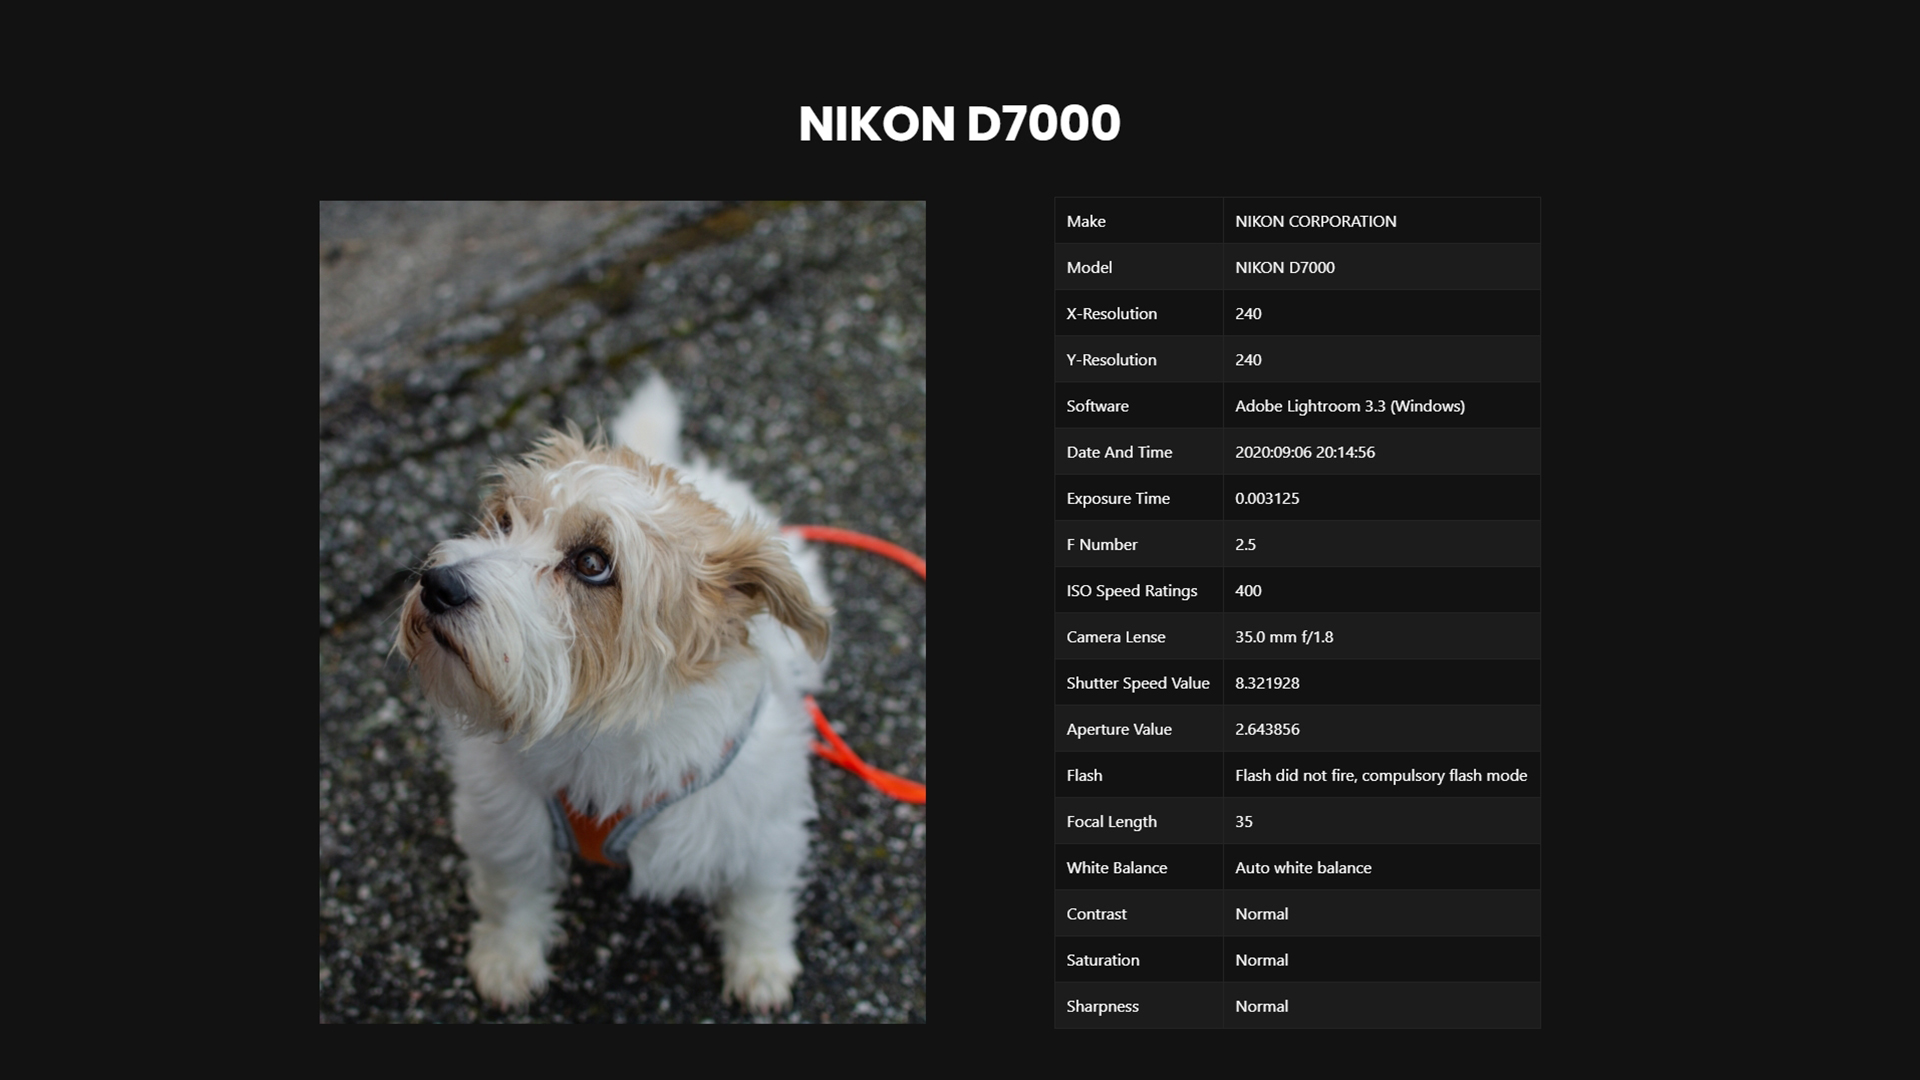 NIKON D7000
Make NIKON CORPORATION
Model NIKON D7000
X-Resolution 240
Y-Resolution 240
Software Adobe Lightroom 3.3 (Windows)
Date And Time 2020:09:06 20:14:56
Exposure Time 0.003125
F Number 2.5
ISO Speed Ratings 400
Camera Lense 35.0 mm f/1.8
Shutter Speed Value 8.321928
Aperture Value 2.643856
Flash Flash did not fire, compulsory flash mode
Focal Length 35
White Balance Auto white balance
Contrast Normal
Saturation Normal
Sharpness Normal